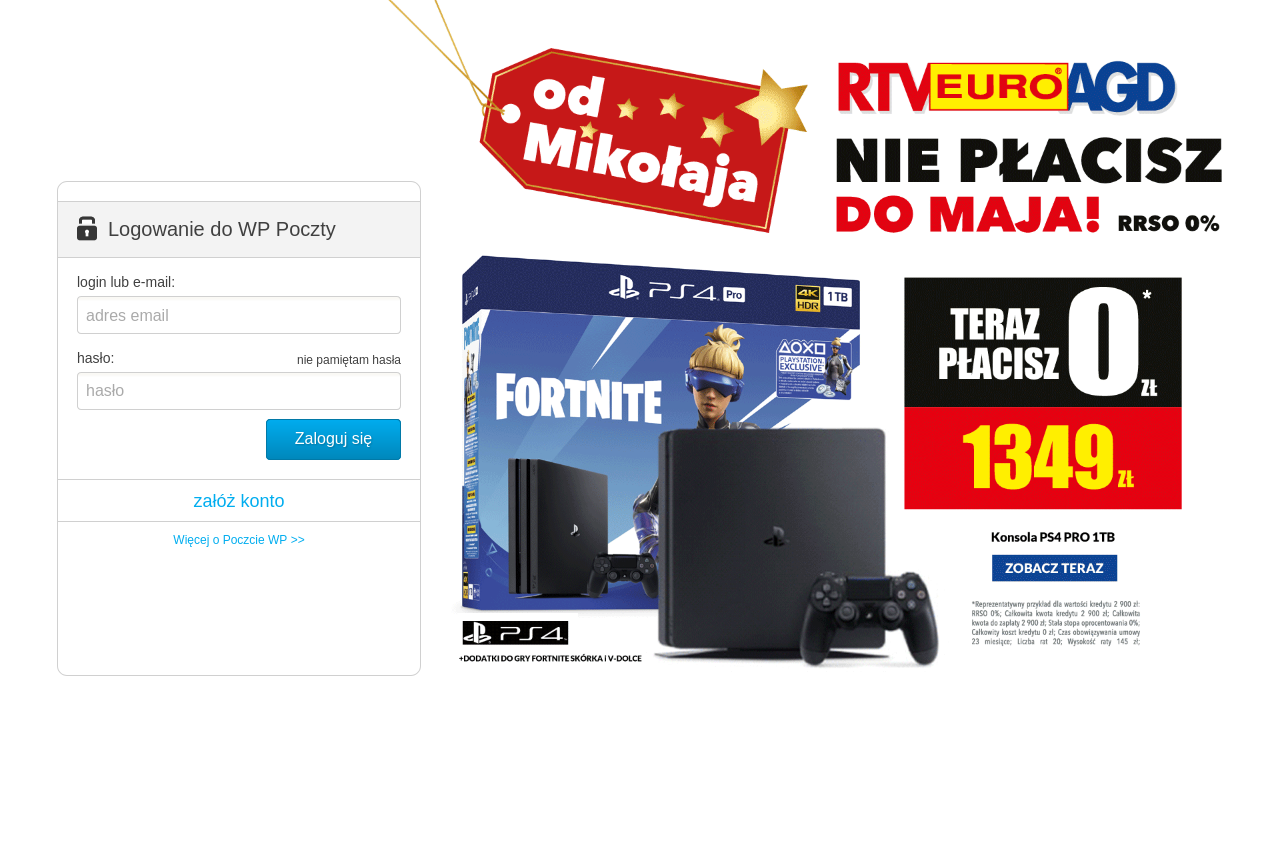 Logowanie do WP Poczty
login lub e-mail:
adres email
hasło:
nie pamiętam hasła
hasło
Zaloguj się
załóż konto
Więcej o Poczcie WP >>
od
Mikołaja
RTV EURO® AGD
NIE PŁACISZ
DO MAJA! RRSO 0%
PS4 Pro
4K
HDR
1TB
FORTNITE
PLAYSTATION
EXCLUSIVE
FORTNITE
PS4
+DODATKI DO GRY FORTNITE SKÓRKA i V-DOLCE
TERAZ
PŁACISZ
0*
ZŁ
1349 ZŁ
Konsola PS4 PRO 1TB
ZOBACZ TERAZ
*Reprezentatywny przykład dla wartości kredytu 2 900 zł:
RRSO 0%; Całkowita kwota kredytu 2 900 zł; Całkowita
kwota do zapłaty 2 900 zł; Stała stopa oprocentowania 0%;
Całkowity koszt kredytu 0 zł; Czas obowiązywania umowy
23 miesiące; Liczba rat 20; Wysokość raty 145 zł;